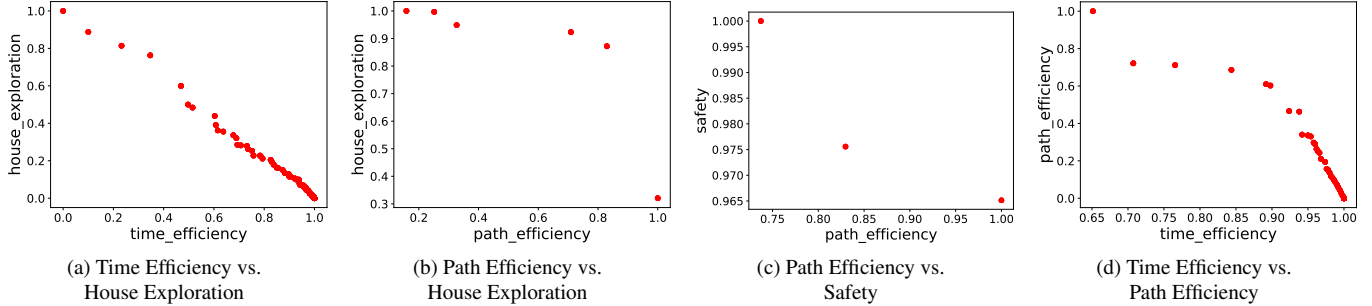 1.0
0.8
0.6
0.4
0.2
0.0
house_exploration
0.0 0.2 0.4 0.6 0.8 1.0
time_efficiency
(a) Time Efficiency vs.
House Exploration
1.0
0.9
0.8
0.7
0.6
0.5
0.4
0.3
house_exploration
0.2 0.4 0.6 0.8 1.0
path_efficiency
(b) Path Efficiency vs.
House Exploration
1.000
0.995
0.990
0.985
0.980
0.975
0.970
0.965
safety
0.75 0.80 0.85 0.90 0.95 1.00
path_efficiency
(c) Path Efficiency vs.
Safety
1.0
0.8
0.6
0.4
0.2
0.0
path_efficiency
0.65 0.70 0.75 0.80 0.85 0.90 0.95 1.00
time_efficiency
(d) Time Efficiency vs.
Path Efficiency